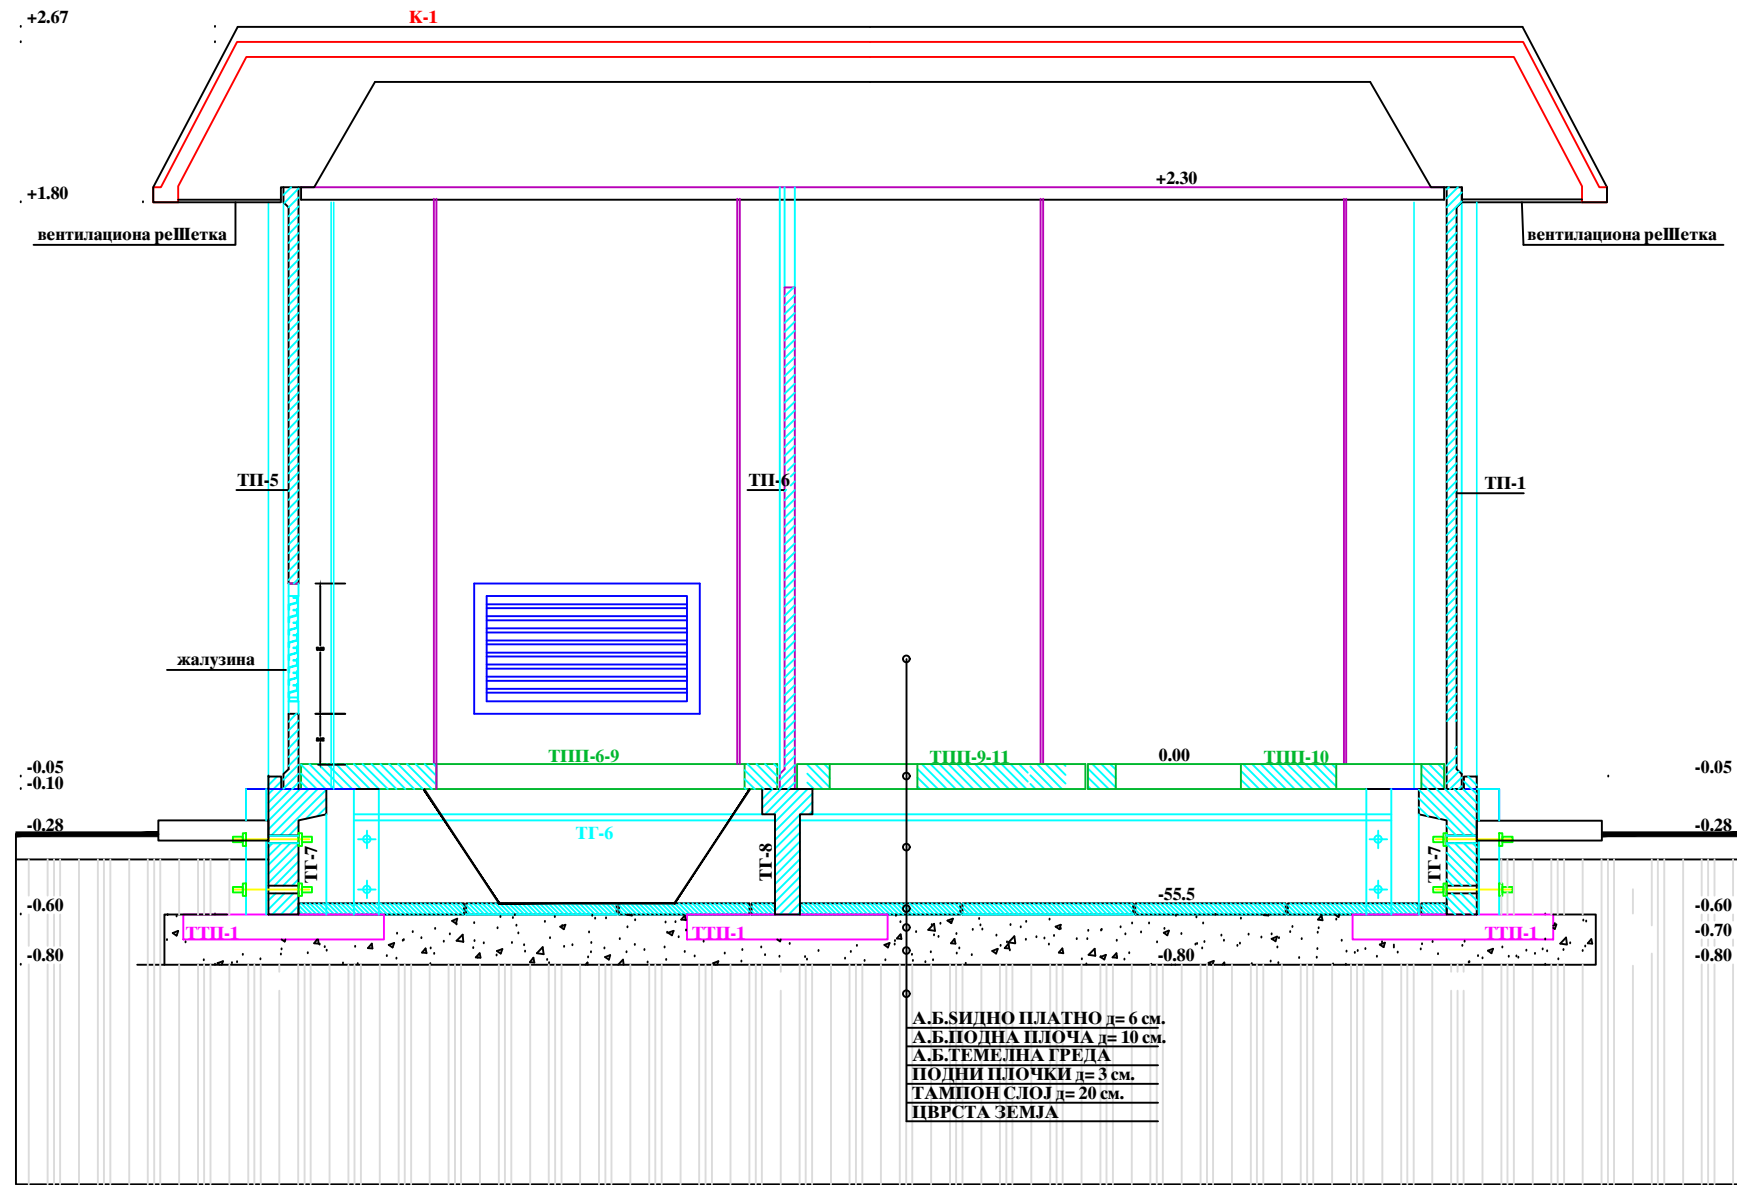 +2.67
K-1
+1.80
+2.30
вентилациона реШетка
вентилациона реШетка
ТП-5
ТП-6
ТП-1
жалузина
ТПП-6-9
ТПП-9-11
0.00
ТПП-10
-0.05
-0.10
-0.05
-0.28
-0.28
ТГ-6
ТГ-7
ТГ-8
ТГ-7
-55.5
-0.60
-0.60
ТТП-1
ТТП-1
ТТП-1
-0.70
-0.80
-0.80
-0.80
А.Б.ЅИДНО ПЛАТНО д= 6 см.
А.Б.ПОДНА ПЛОЧА д= 10 см.
А.Б.ТЕМЕЛНА ГРЕДА
ПОДНИ ПЛОЧКИ д= 3 см.
ТАМПОН СЛОЈ д= 20 см.
ЦВРСТА ЗЕМЈА